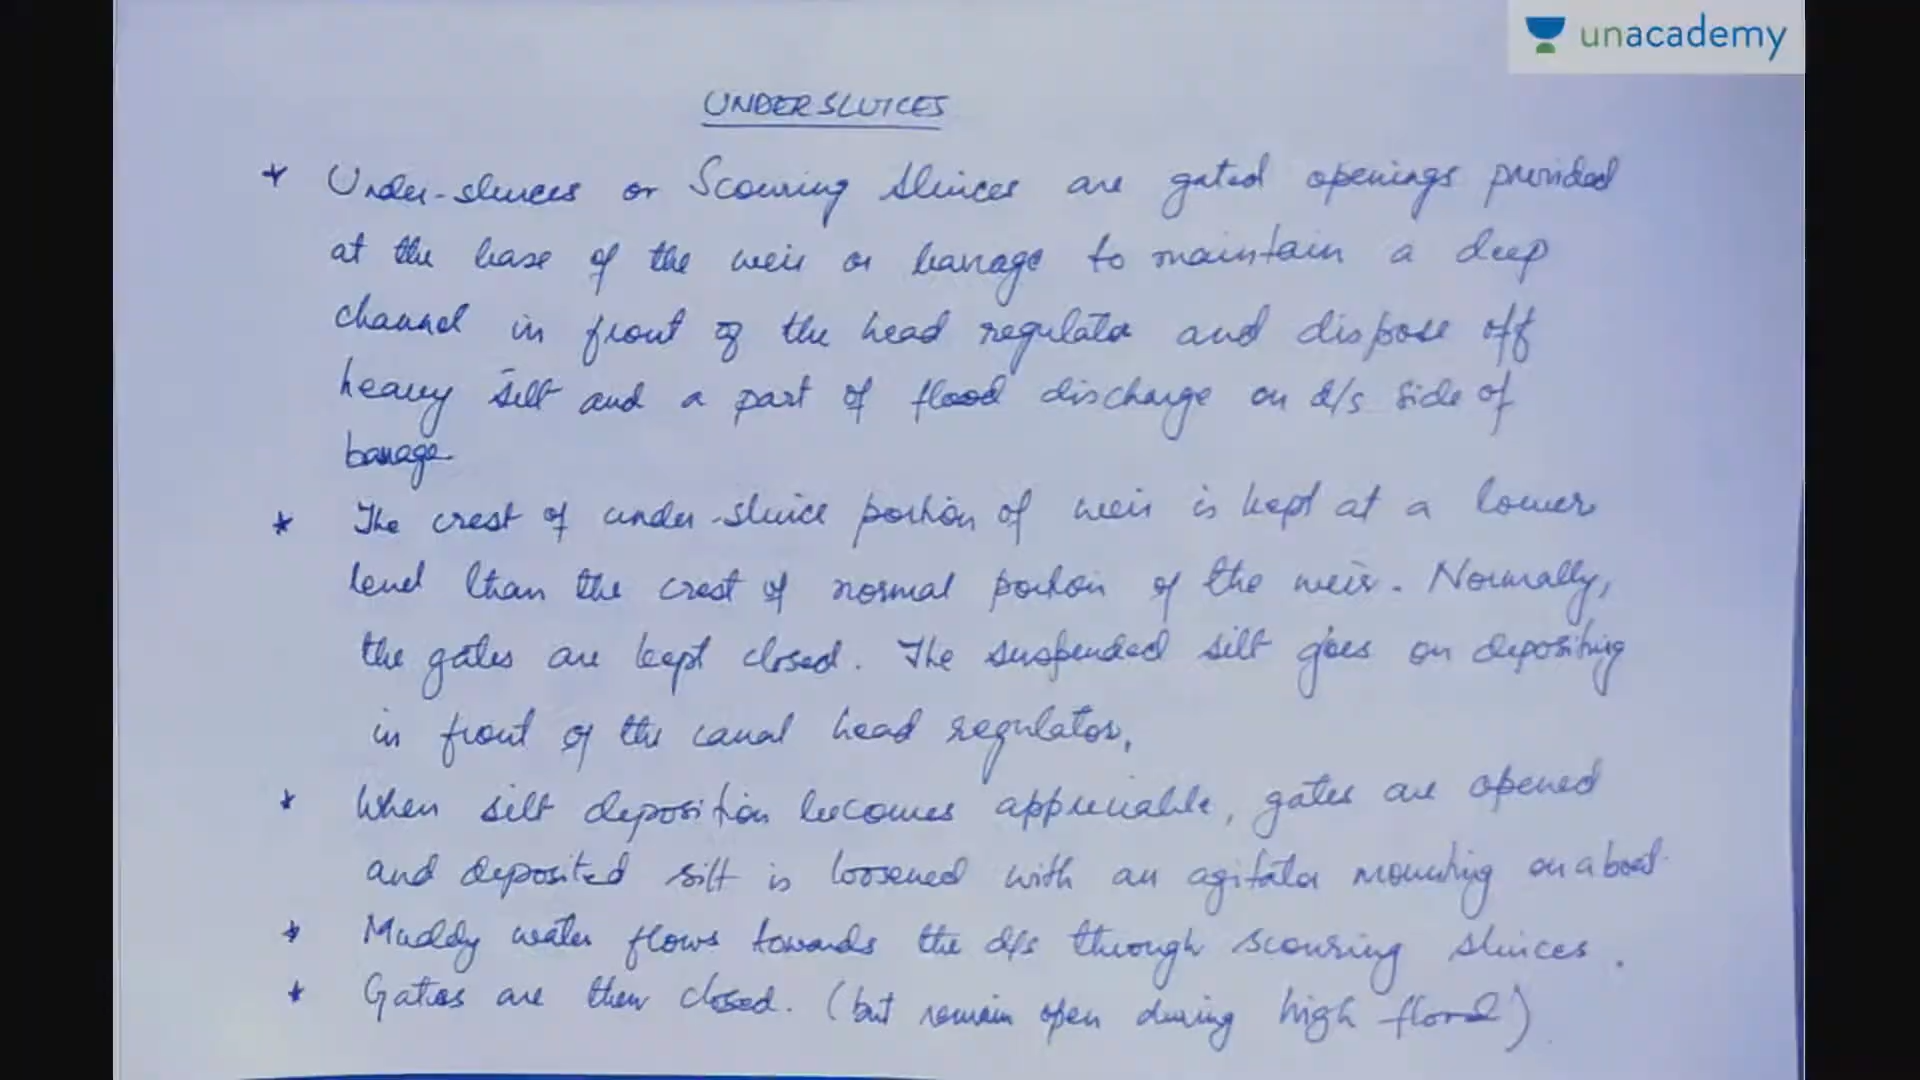 unacademy
UNDERSLUICES
* Under-sluices or Scouring Sluices are gated openings provided
at the base of the weir or barrage to maintain a deep
channel in front of the head regulator and dispose off
heavy silt and a part of flood discharge on d/s side of
barrage
* The crest of under-sluice portion of weir is kept at a lower
level than the crest of normal portion of the weir. Normally,
the gates are kept closed. The suspended silt goes on depositing
in front of the canal head regulator.
* When silt deposition becomes appreciable, gates are opened
and deposited silt is loosened with an agitator mounting on a boat.
* Muddy water flows towards the d/s through scouring sluices.
* Gates are then closed. (but remain open during high flood)